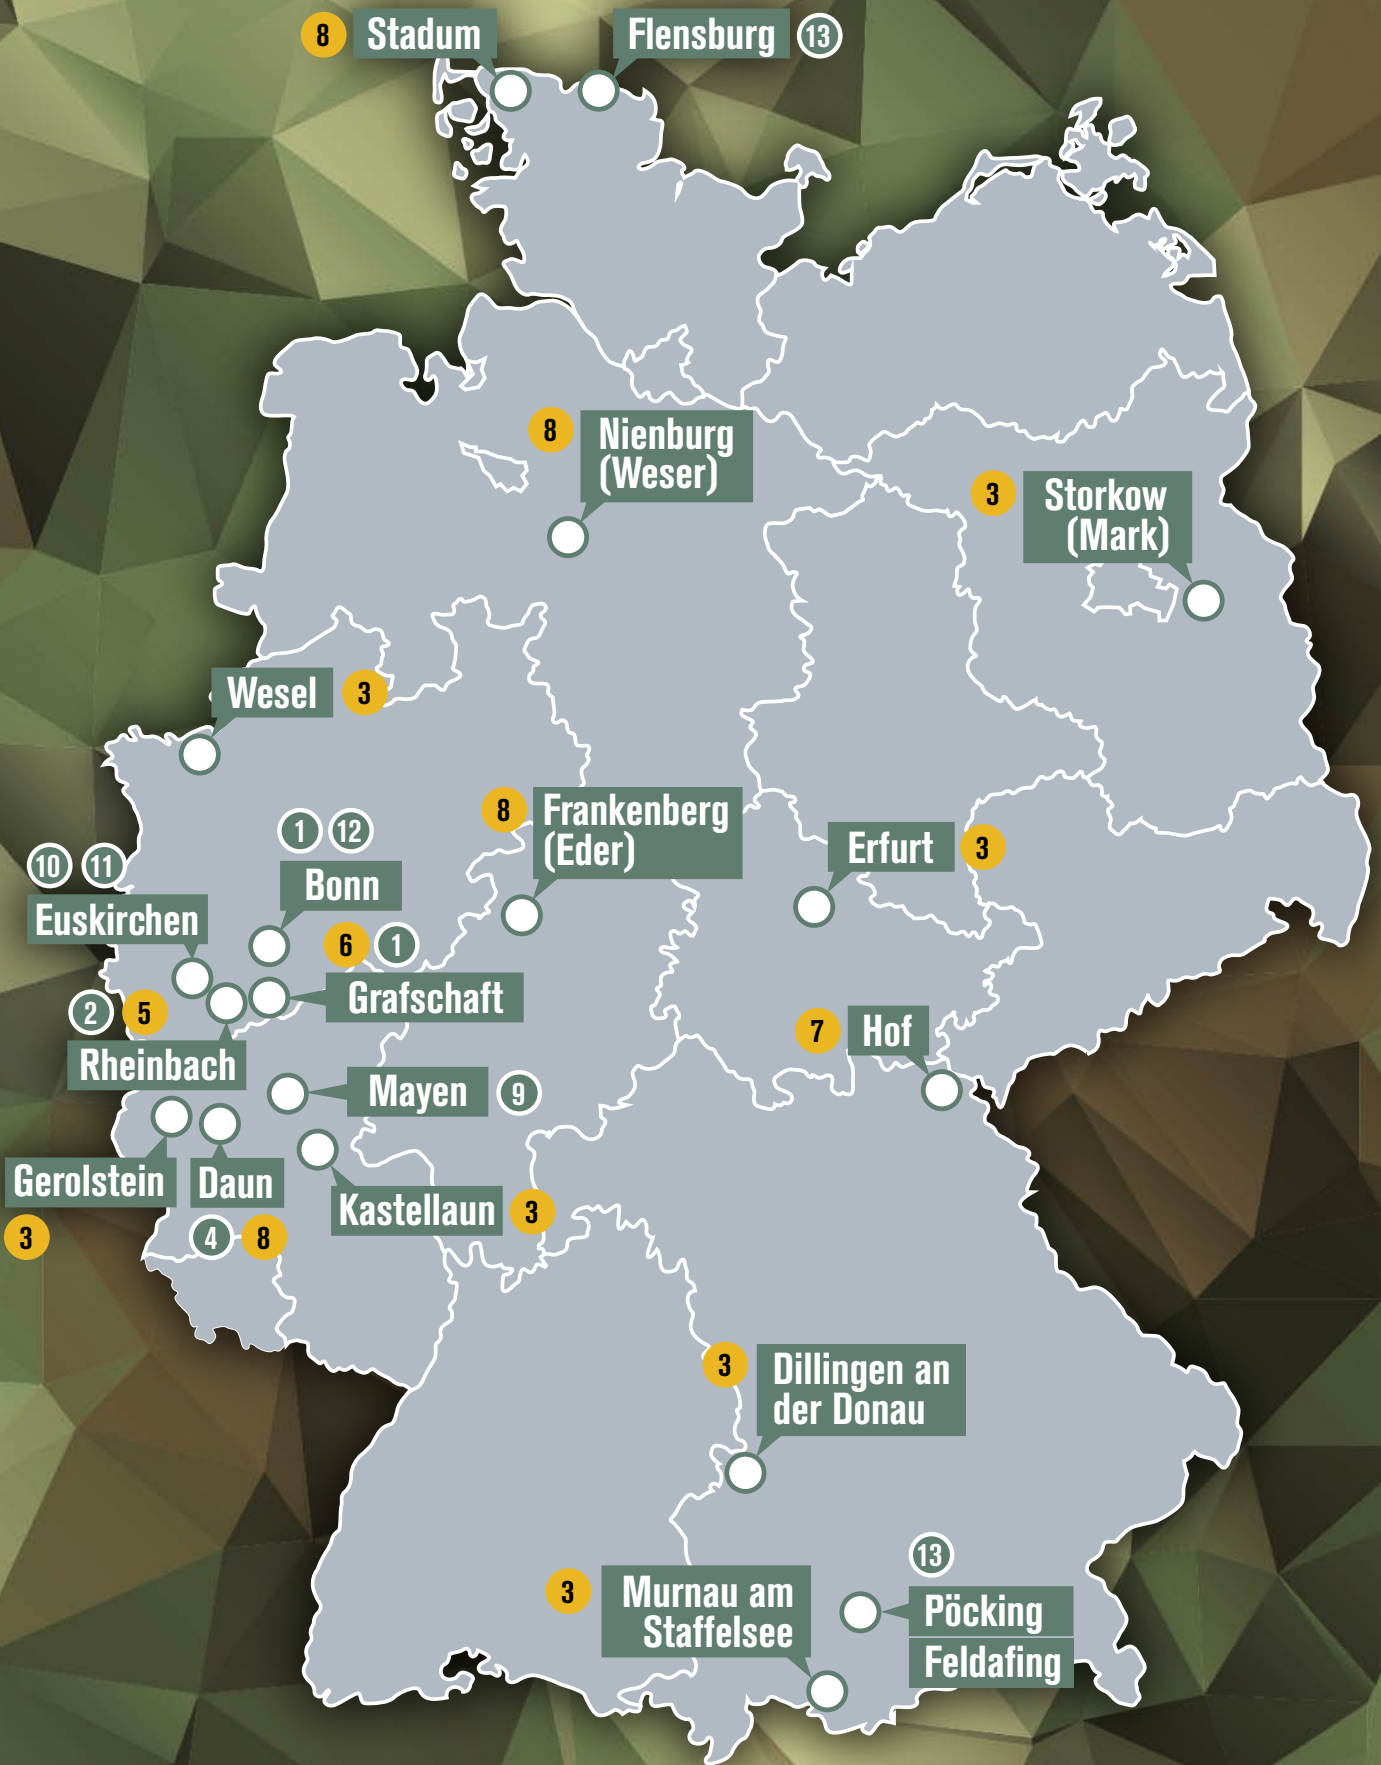 8 Stadum
Flensburg 13
8 Nienburg
(Weser)
3 Storkow
(Mark)
Wesel 3
8 Frankenberg
(Eder)
Erfurt 3
1 12
Bonn
10 11
Euskirchen
6 1
Grafschaft
2 5
Rheinbach
7 Hof
Mayen 9
Gerolstein
3
Daun
4 8
Kastellaun 3
3 Dillingen an
der Donau
13
Pöcking
Feldafing
3 Murnau am
Staffelsee